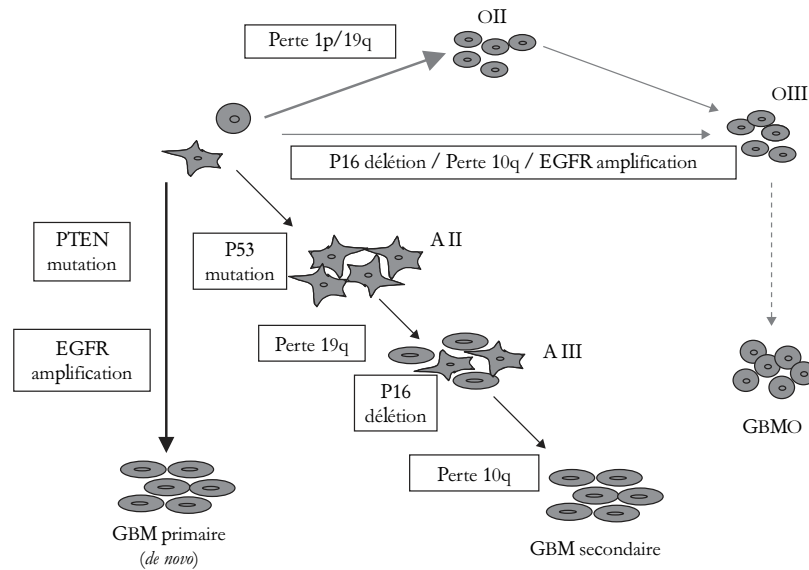 OII
Perte 1p/19q
OIII
P16 délétion / Perte 10q / EGFR amplification
PTEN
mutation
P53
mutation
A II
EGFR
amplification
Perte 19q
A III
P16
délétion
GBMO
Perte 10q
GBM primaire
(de novo)
GBM secondaire